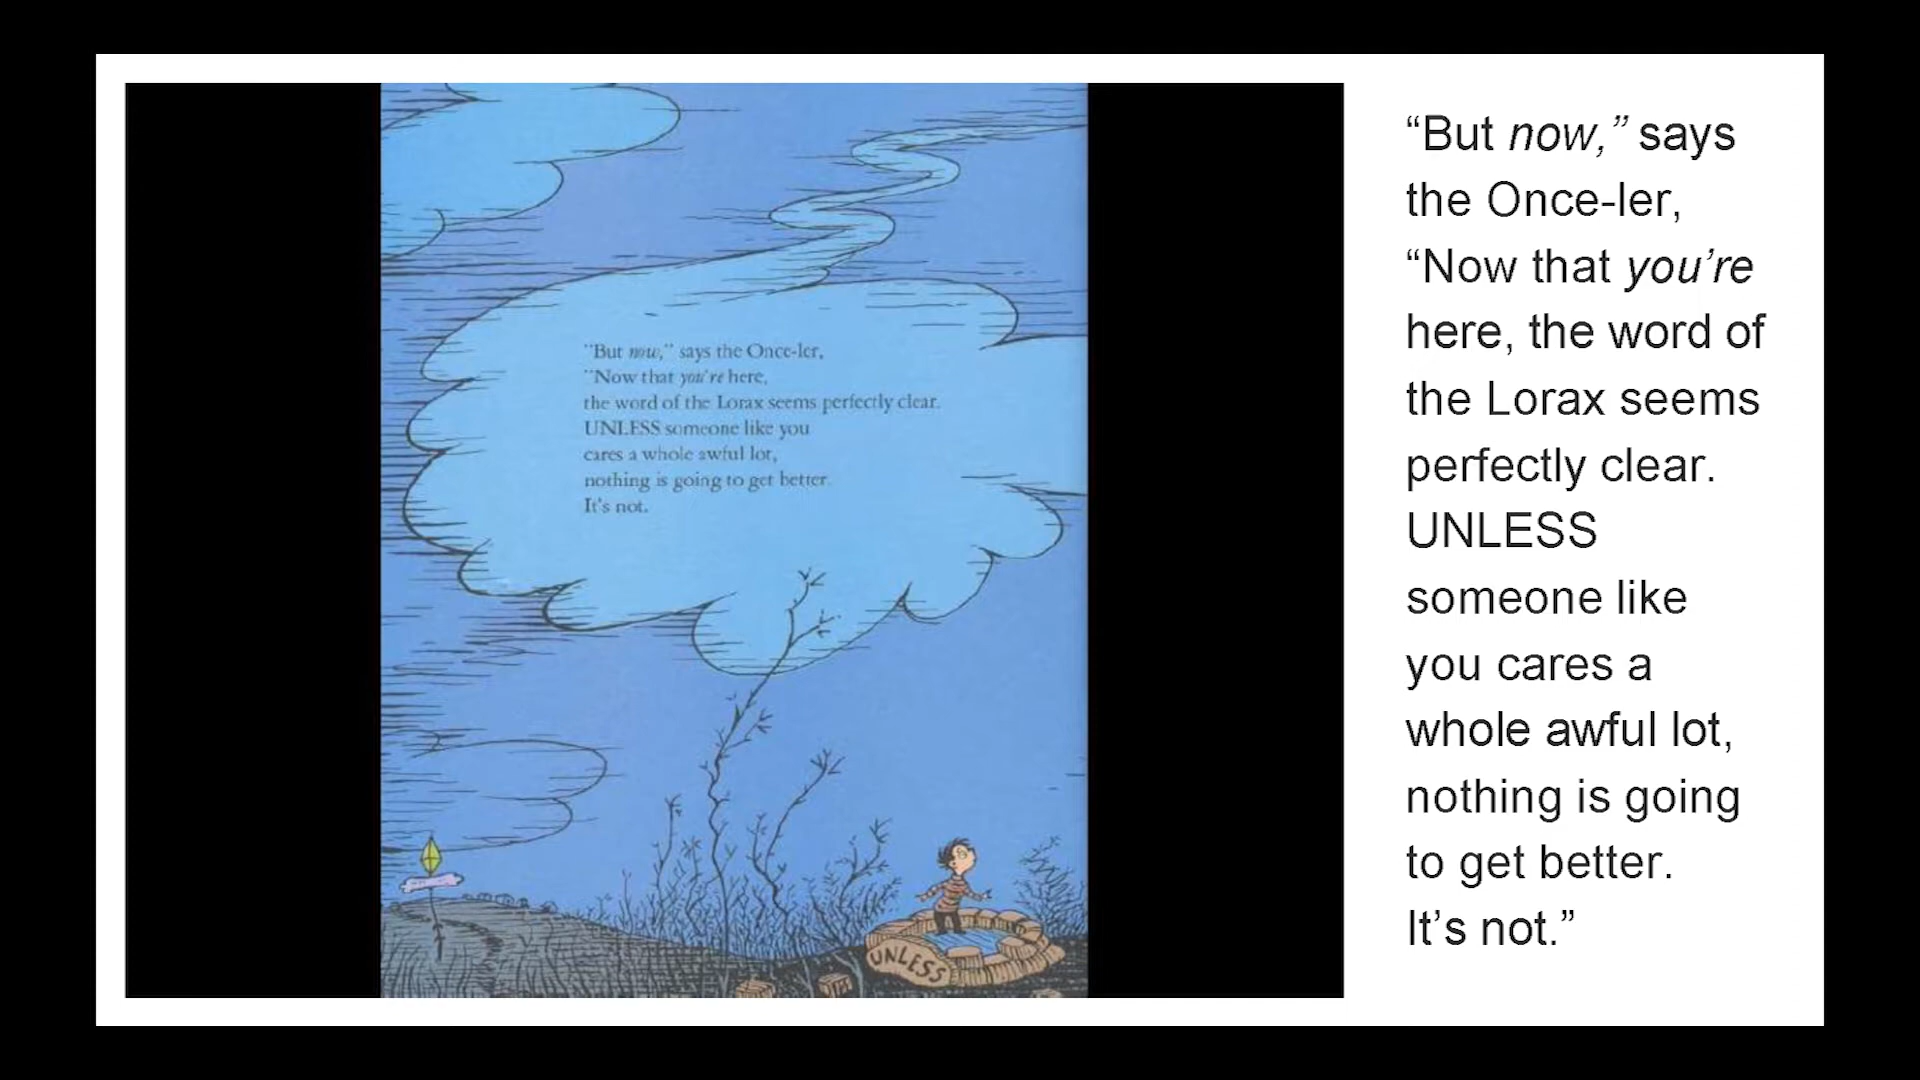 "But now," says the Once-ler,
"Now that you're here,
the word of the Lorax seems perfectly clear.
UNLESS someone like you
cares a whole awful lot,
nothing is going to get better.
It's not.
UNLESS
“But now,” says
the Once-ler,
“Now that you’re
here, the word of
the Lorax seems
perfectly clear.
UNLESS
someone like
you cares a
whole awful lot,
nothing is going
to get better.
It’s not.”